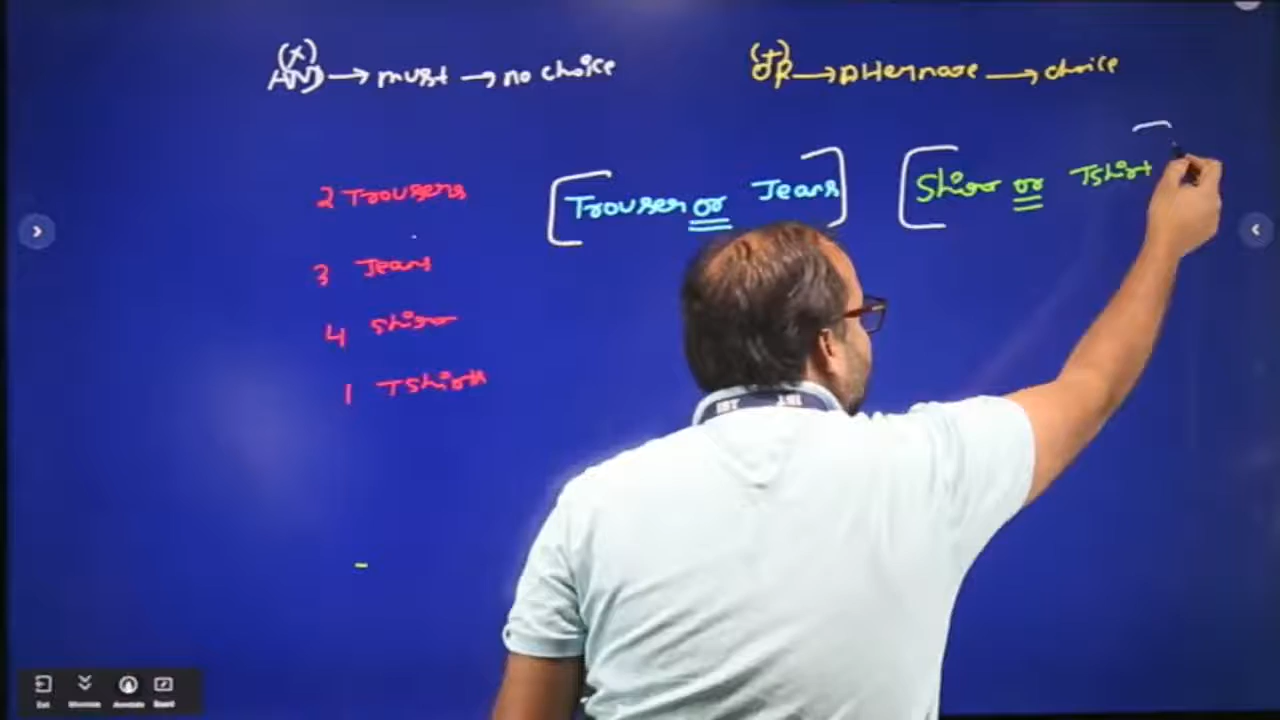 (×) (+)
AND → must → no choice OR → Alternate → choice
2 Trousers [Trouser or Jeans] [Shirt or Tshirt
3 Jeans
4 Shirt
1 Tshirt